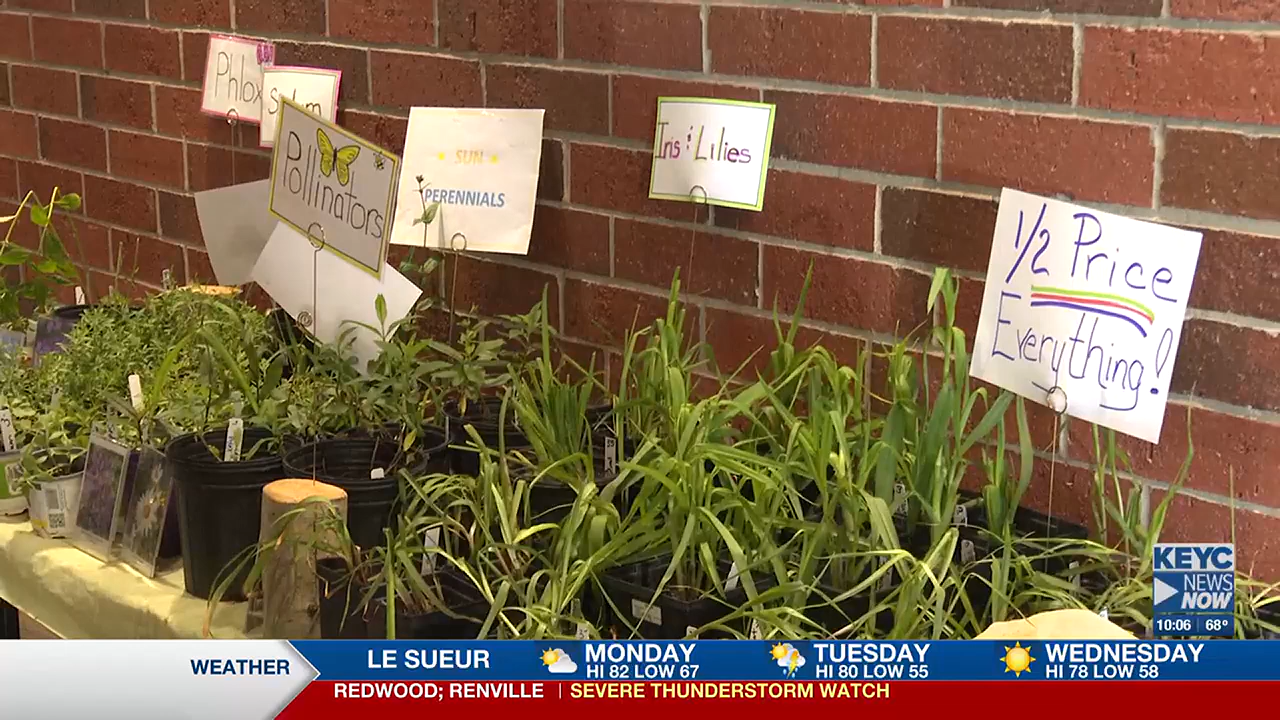 Phlox
Pollinators
SUN
PERENNIALS
Iris & Lilies
1/2 Price
Everything!
KEYC
NEWS
NOW
10:06 68°
WEATHER
LE SUEUR
MONDAY
HI 82 LOW 67
TUESDAY
HI 80 LOW 55
WEDNESDAY
HI 78 LOW 58
REDWOOD; RENVILLE | SEVERE THUNDERSTORM WATCH